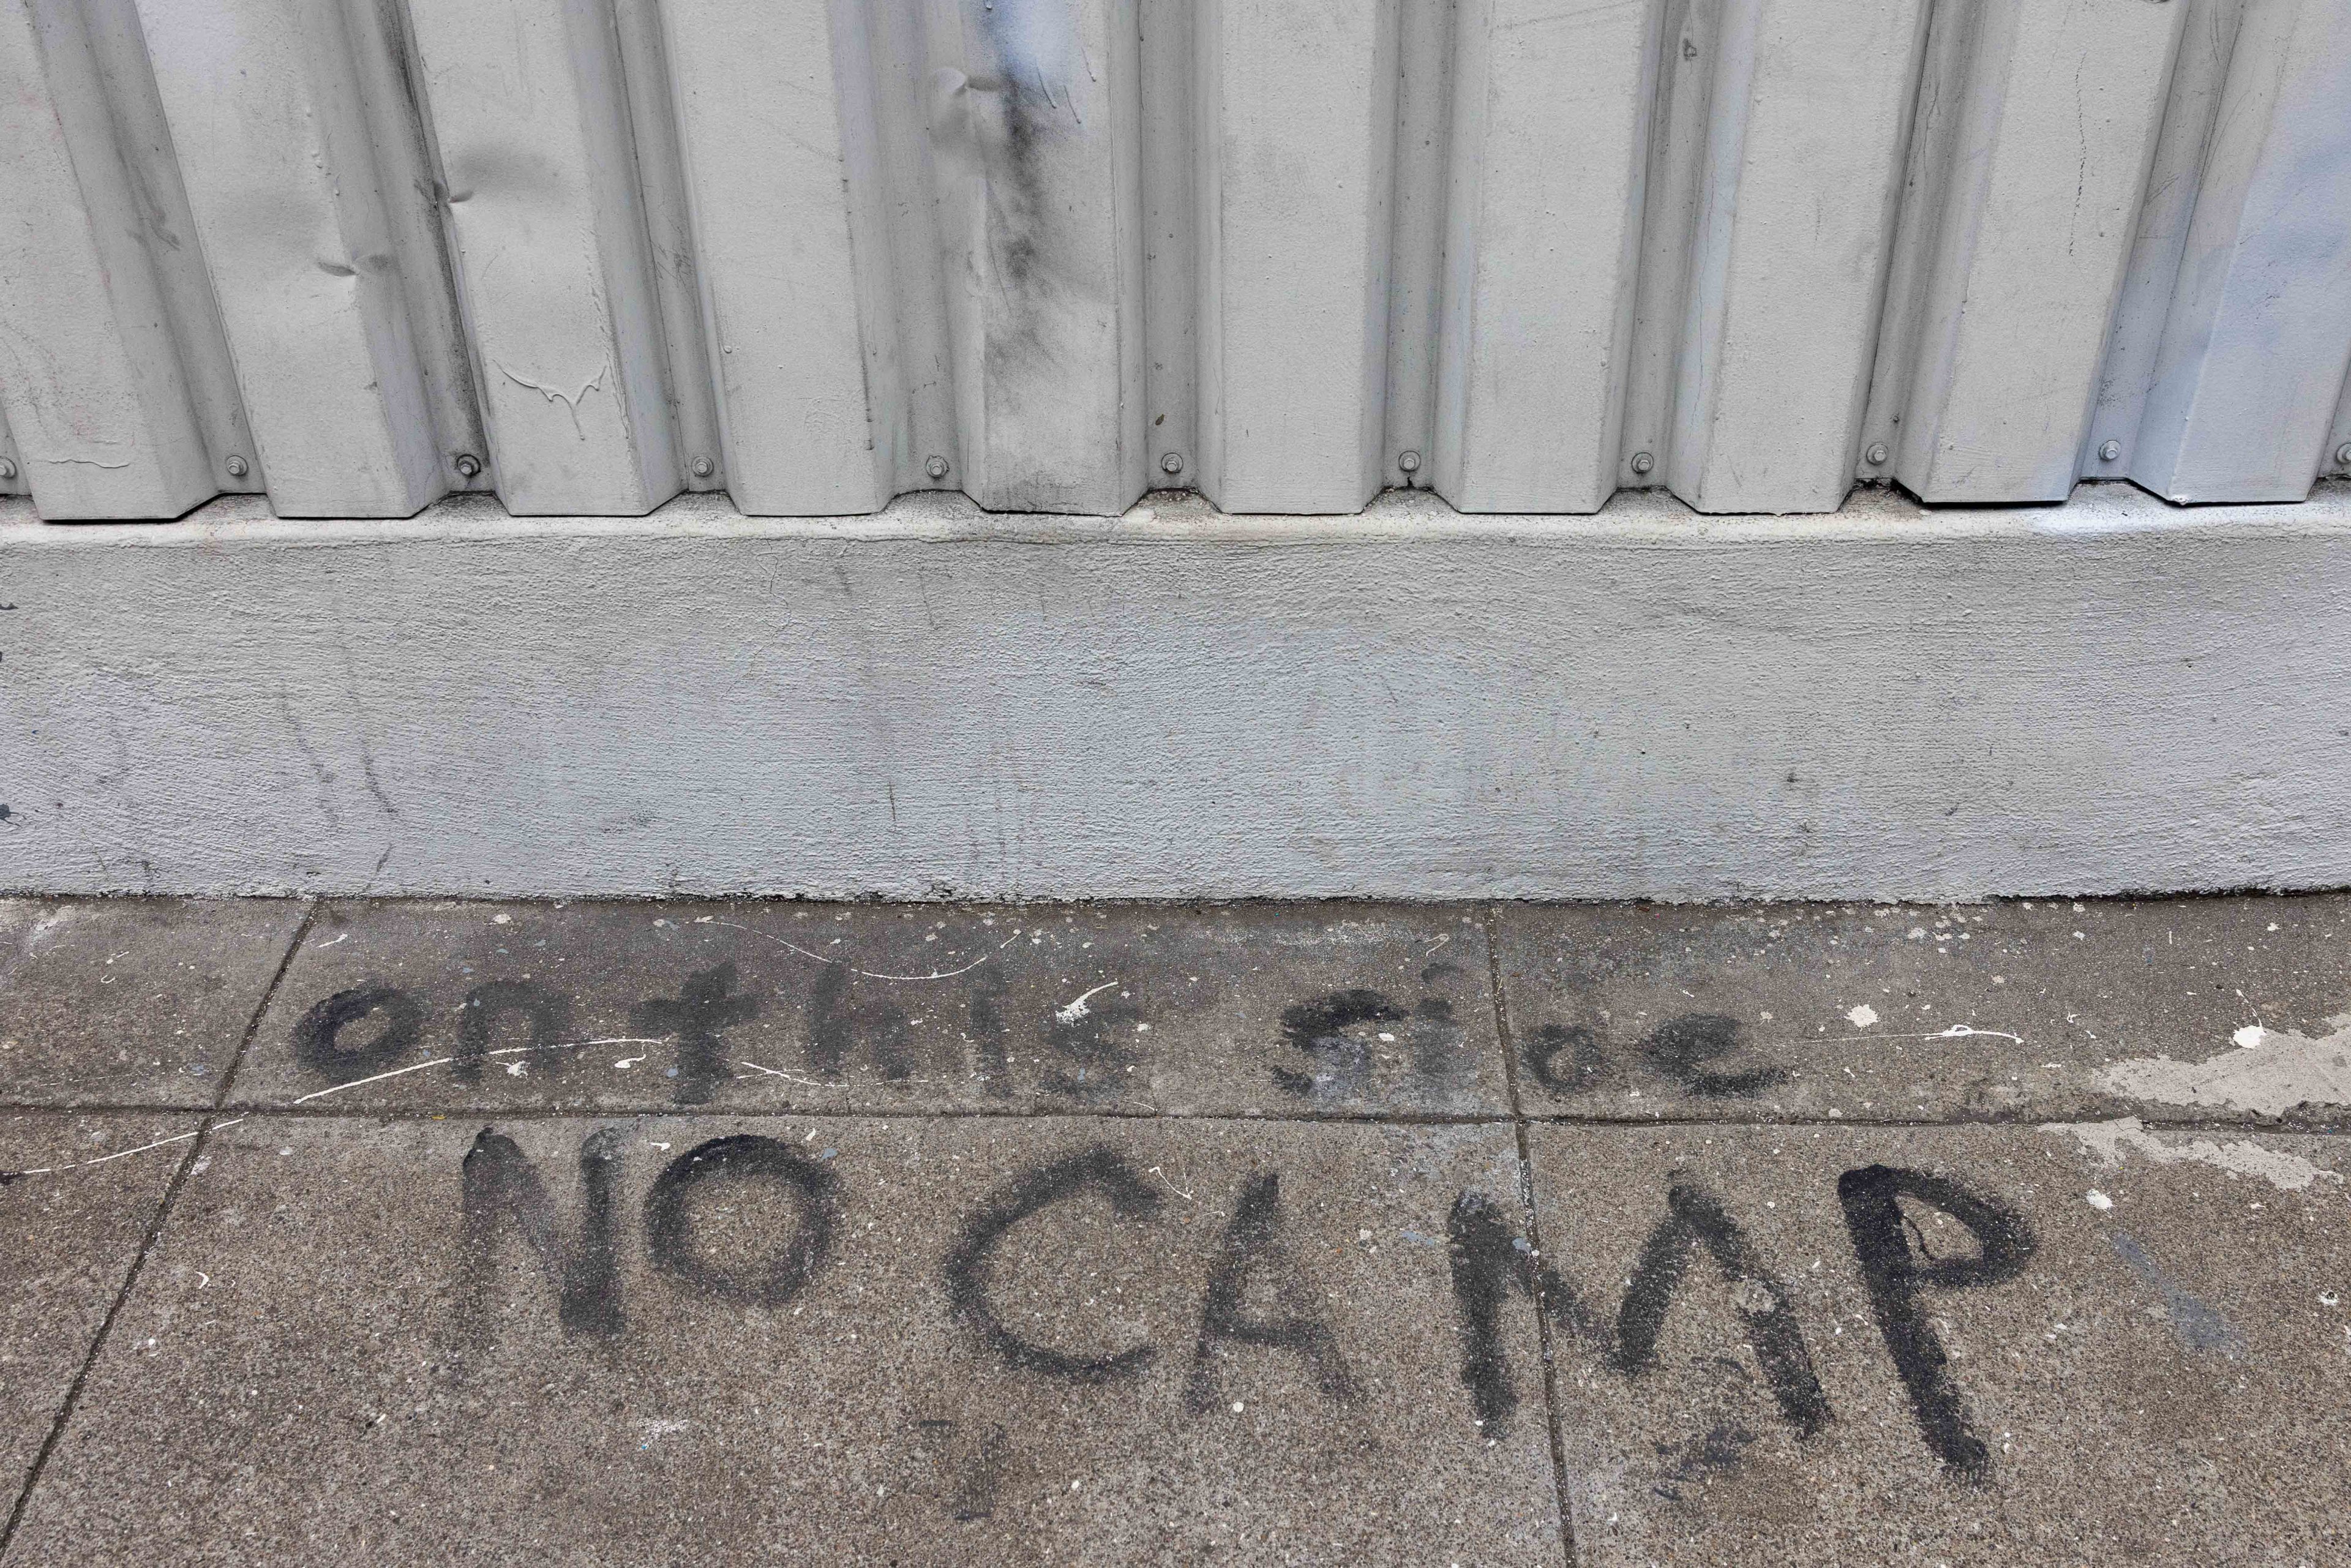 on this side
NO CAMP